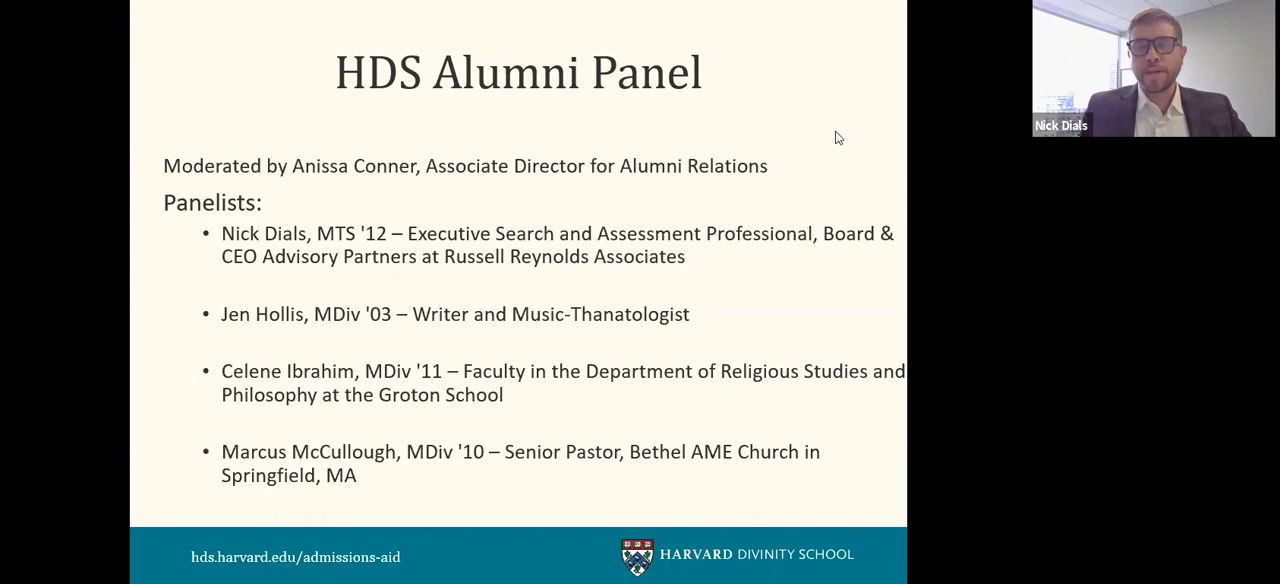 HDS Alumni Panel
Nick Dials
Moderated by Anissa Conner, Associate Director for Alumni Relations
Panelists:
• Nick Dials, MTS '12 – Executive Search and Assessment Professional, Board &
CEO Advisory Partners at Russell Reynolds Associates
• Jen Hollis, MDiv '03 – Writer and Music-Thanatologist
• Celene Ibrahim, MDiv '11 – Faculty in the Department of Religious Studies and
Philosophy at the Groton School
• Marcus McCullough, MDiv '10 – Senior Pastor, Bethel AME Church in
Springfield, MA
hds.harvard.edu/admissions-aid
HARVARD DIVINITY SCHOOL